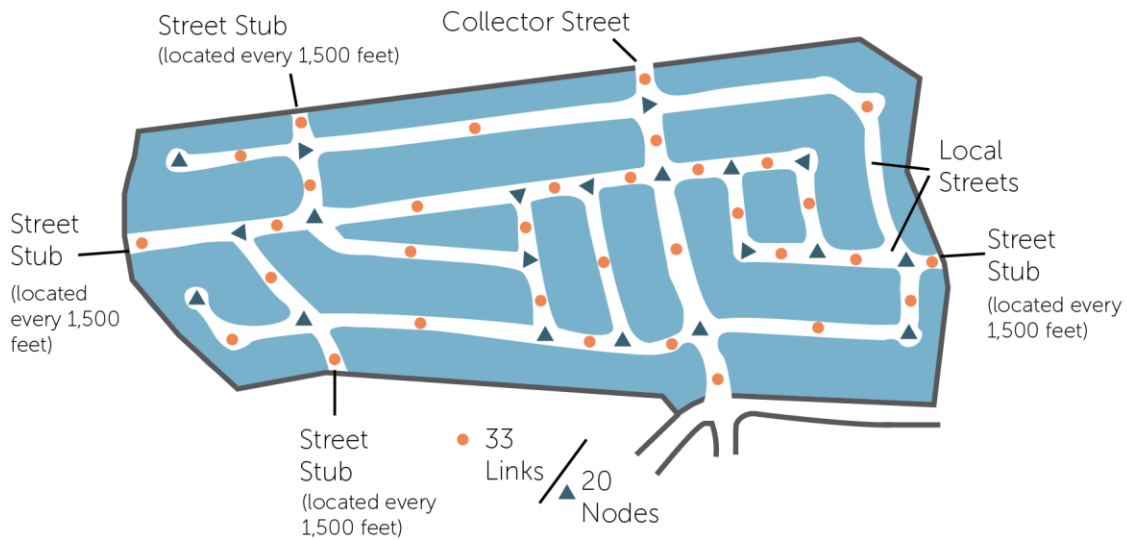 Street Stub
(located every 1,500 feet)
Collector Street
Local
Streets
Street
Stub
(located
every 1,500
feet)
Street
Stub
(located every
1,500 feet)
Street
Stub
(located every
1,500 feet)
33
Links
20
Nodes